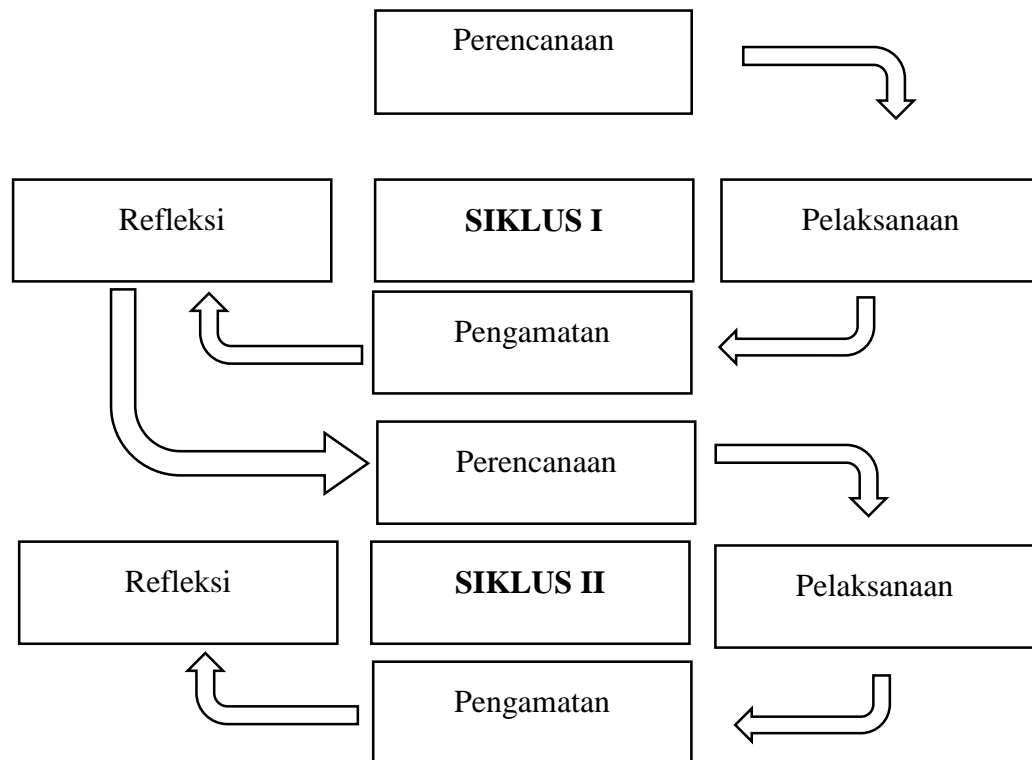 Perencanaan
Refleksi
SIKLUS I
Pelaksanaan
Pengamatan
Perencanaan
Refleksi
SIKLUS II
Pelaksanaan
Pengamatan